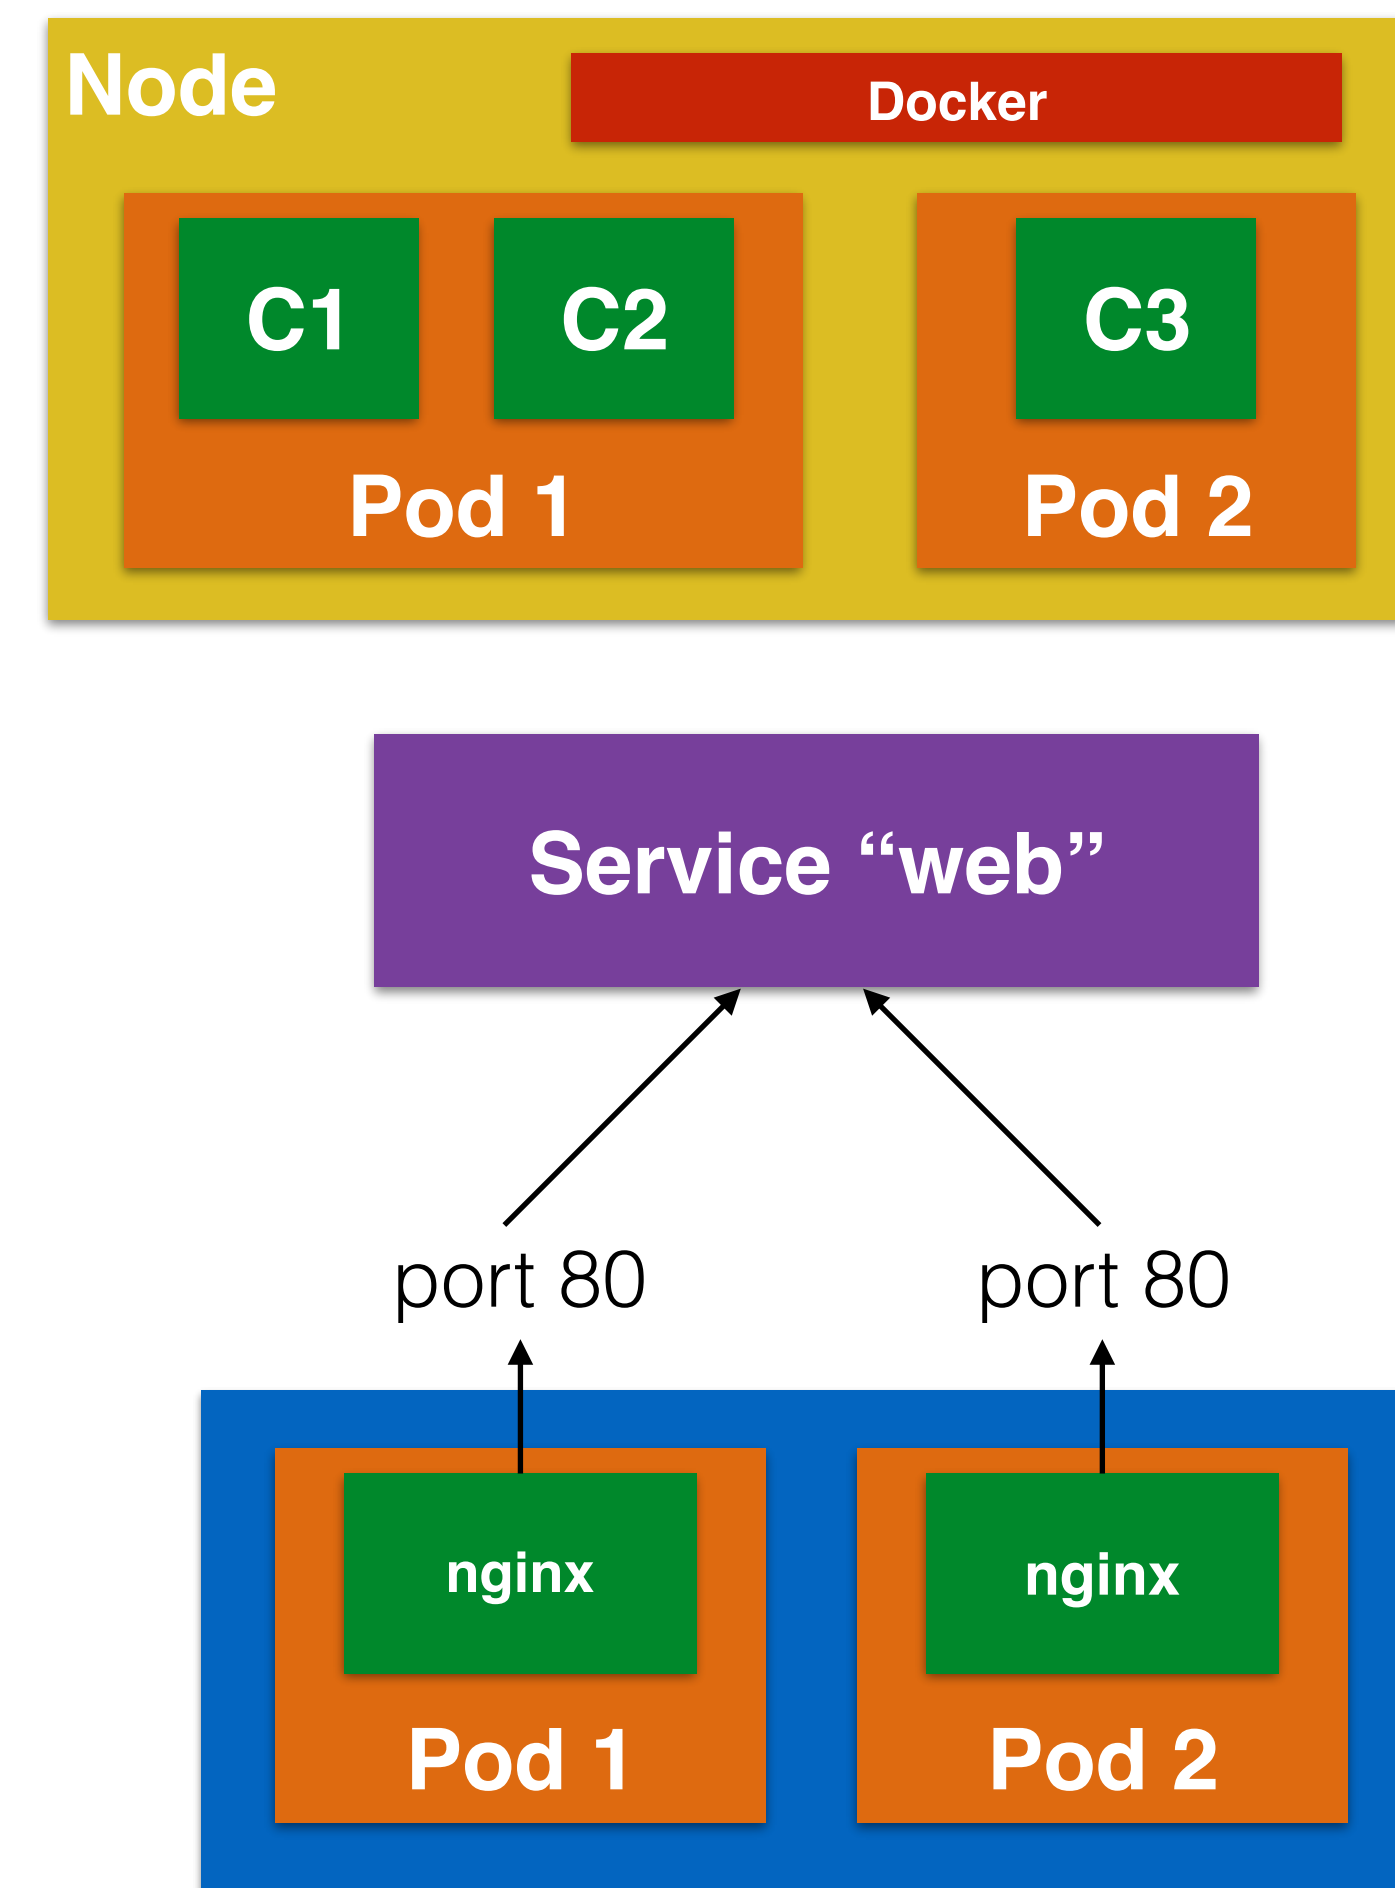 Node
Docker
C1 C2 C3
Pod 1 Pod 2
Service “web”
port 80 port 80
nginx nginx
Pod 1 Pod 2